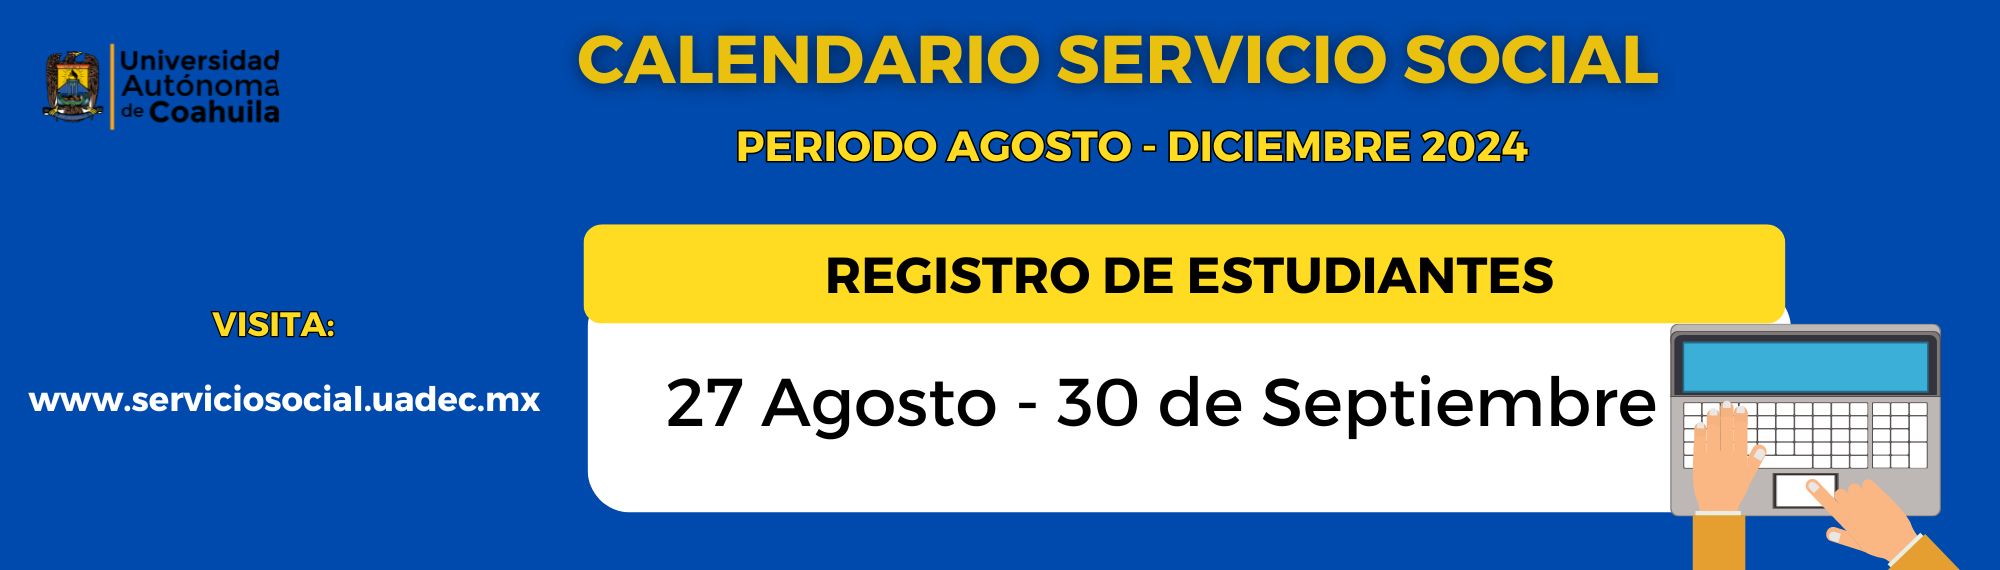 Universidad
Autónoma
de Coahuila
CALENDARIO SERVICIO SOCIAL
PERIODO AGOSTO - DICIEMBRE 2024
REGISTRO DE ESTUDIANTES
27 Agosto - 30 de Septiembre
VISITA:
www.serviciosocial.uadec.mx